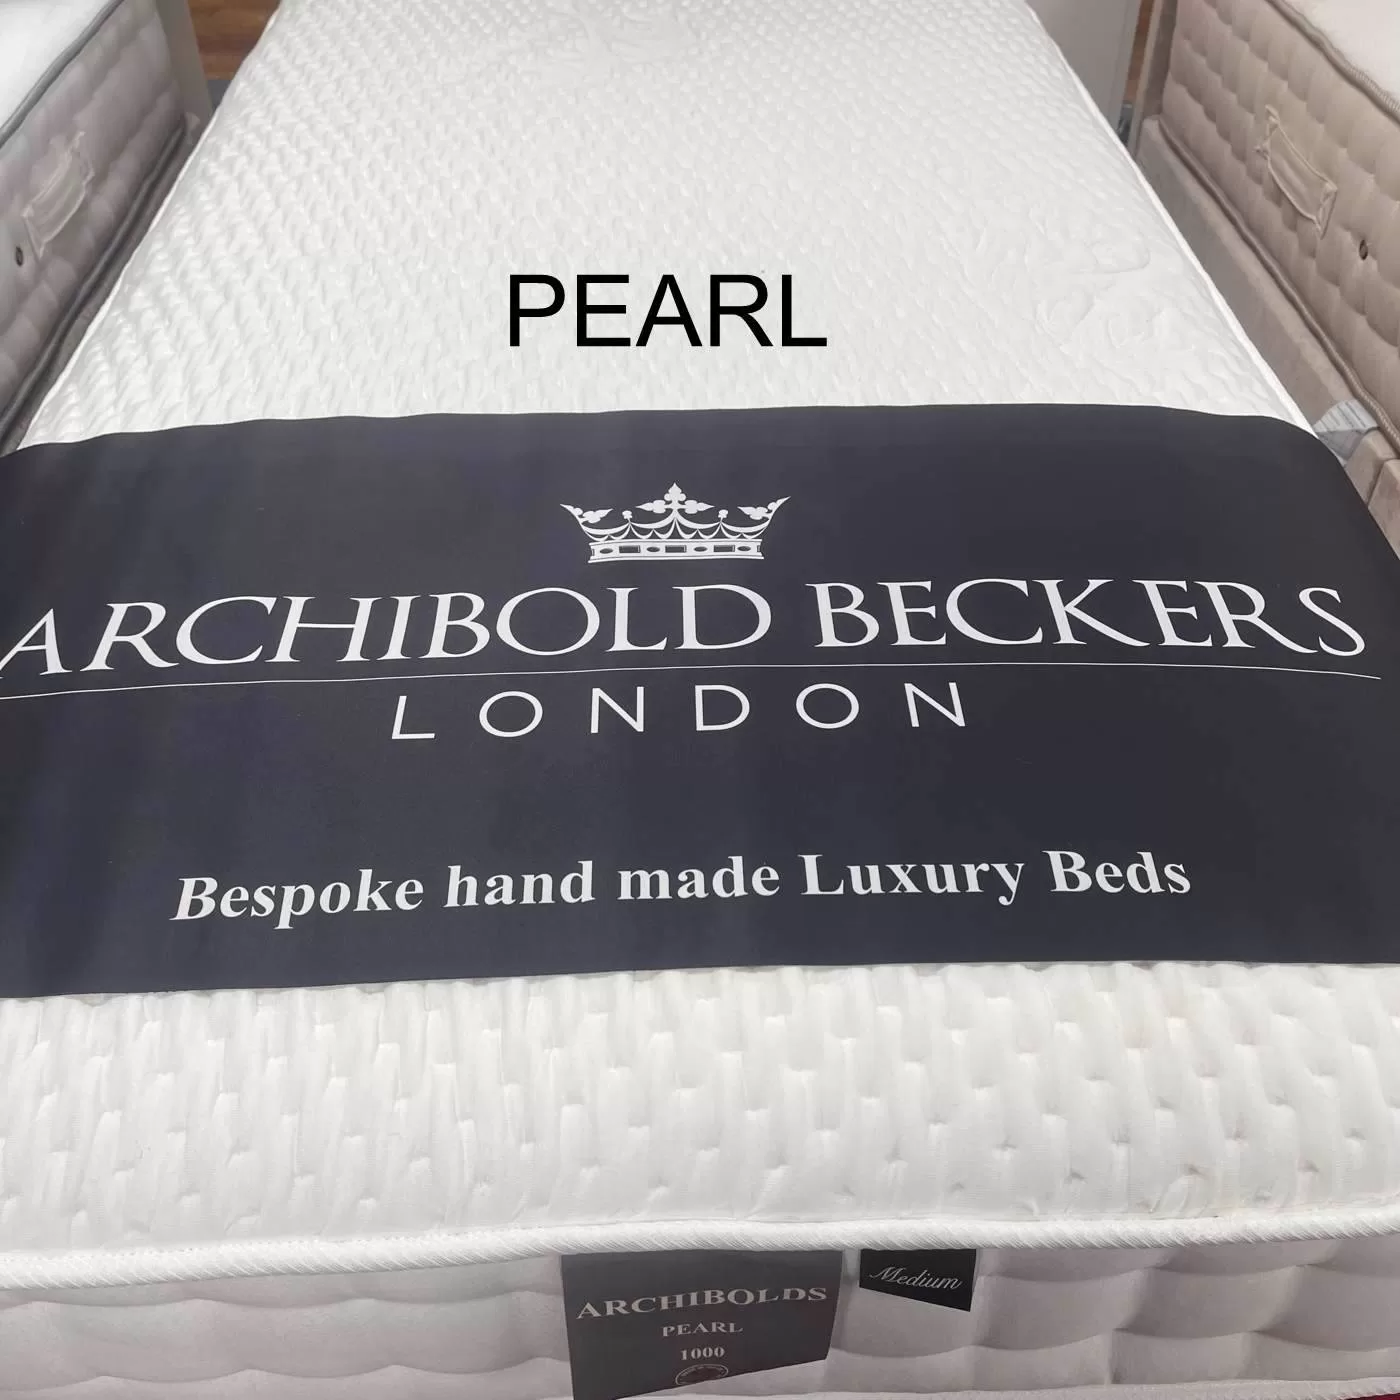 PEARL
ARCHIBOLD BECKERS
LONDON
Bespoke hand made Luxury Beds
Medium
ARCHIBOLDS
PEARL
1000